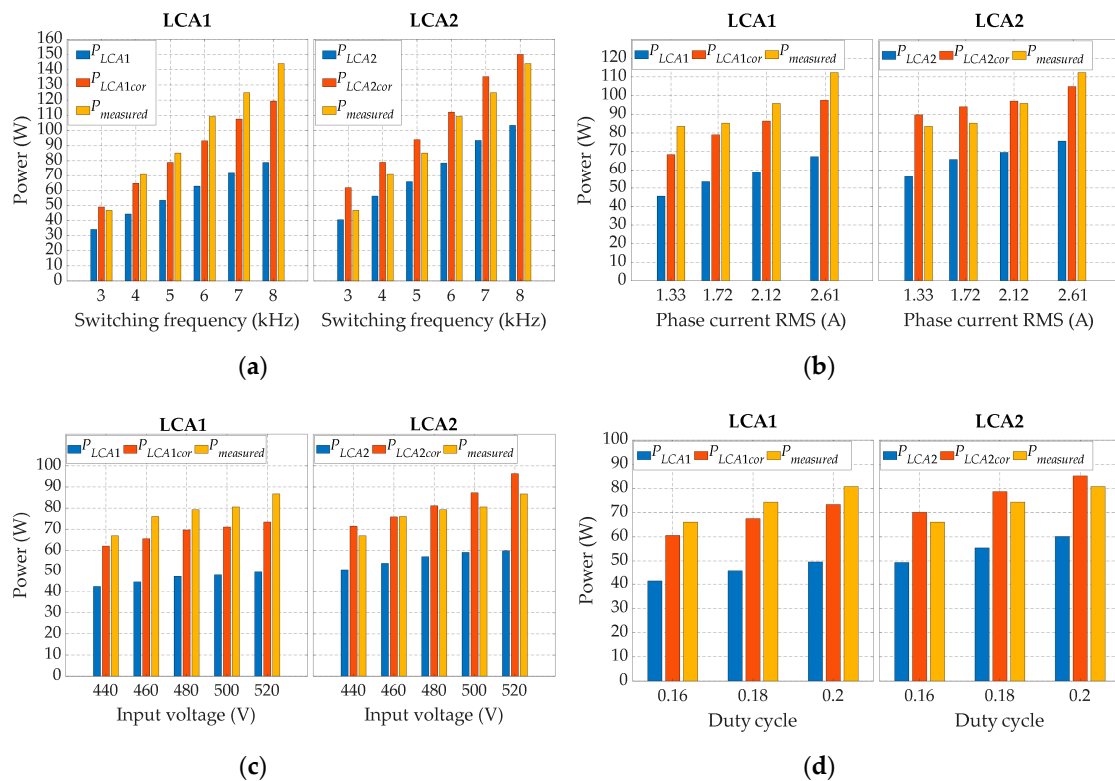 LCA1
LCA2
Power (W)
160
150
140
130
120
110
100
90
80
70
60
50
40
30
20
10
0
P_LCA1
P_LCA1cor
P_measured
P_LCA2
P_LCA2cor
P_measured
3 4 5 6 7 8
3 4 5 6 7 8
Switching frequency (kHz)
Switching frequency (kHz)
(a)
LCA1
LCA2
P_LCA1 P_LCA1cor P_measured
P_LCA2 P_LCA2cor P_measured
Power (W)
120
110
100
90
80
70
60
50
40
30
20
10
0
1.33 1.72 2.12 2.61
1.33 1.72 2.12 2.61
Phase current RMS (A)
Phase current RMS (A)
(b)
LCA1
LCA2
P_LCA1 P_LCA1cor P_measured
P_LCA2 P_LCA2cor P_measured
Power (W)
100
90
80
70
60
50
40
30
20
10
0
440 460 480 500 520
440 460 480 500 520
Input voltage (V)
Input voltage (V)
(c)
LCA1
LCA2
P_LCA1 P_LCA1cor P_measured
P_LCA2 P_LCA2cor P_measured
Power (W)
100
90
80
70
60
50
40
30
20
10
0
0.16 0.18 0.2
0.16 0.18 0.2
Duty cycle
Duty cycle
(d)